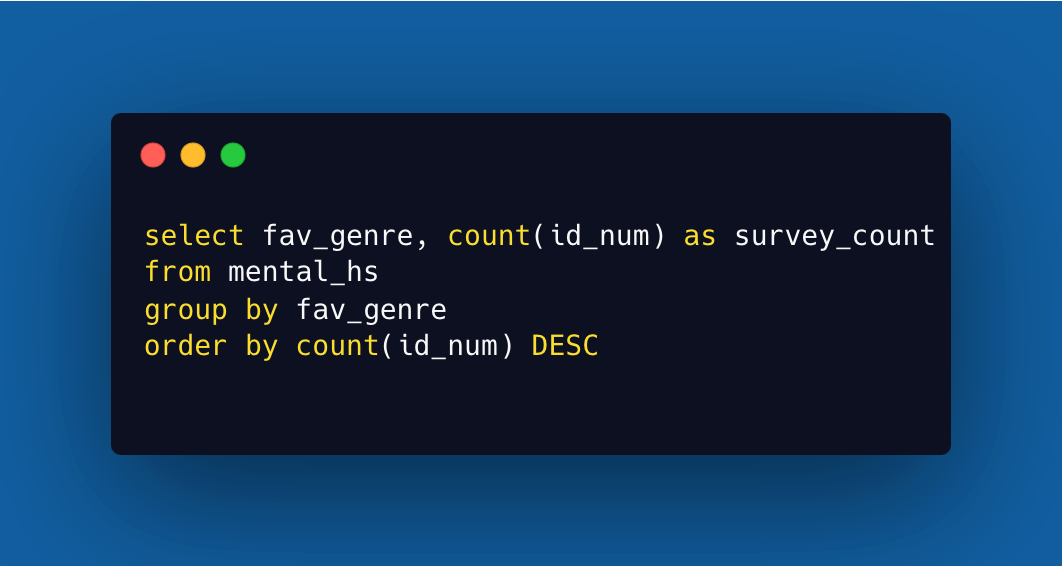 select fav_genre, count(id_num) as survey_count
from mental_hs
group by fav_genre
order by count(id_num) DESC